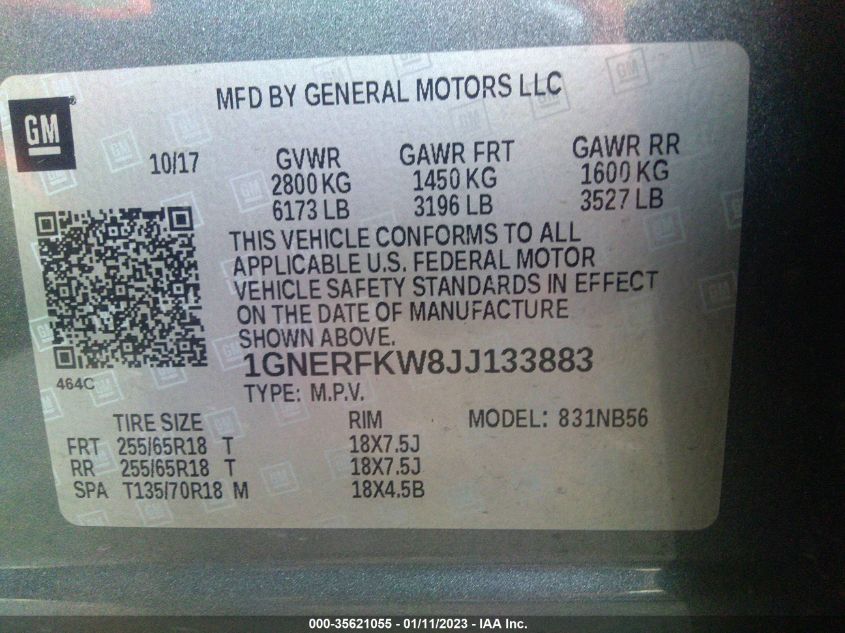 MFD BY GENERAL MOTORS LLC
GM
10/17
GVWR GAWR FRT GAWR RR
2800 KG 1450 KG 1600 KG
6173 LB 3196 LB 3527 LB
THIS VEHICLE CONFORMS TO ALL
APPLICABLE U.S. FEDERAL MOTOR
VEHICLE SAFETY STANDARDS IN EFFECT
ON THE DATE OF MANUFACTURE
SHOWN ABOVE.
1GNERFKW8JJ133883
464C
TYPE: M.P.V.
TIRE SIZE RIM MODEL: 831NB56
FRT 255/65R18 T 18X7.5J
RR 255/65R18 T 18X7.5J
SPA T135/70R18 M 18X4.5B
000-35621055 - 01/11/2023 - IAA Inc.